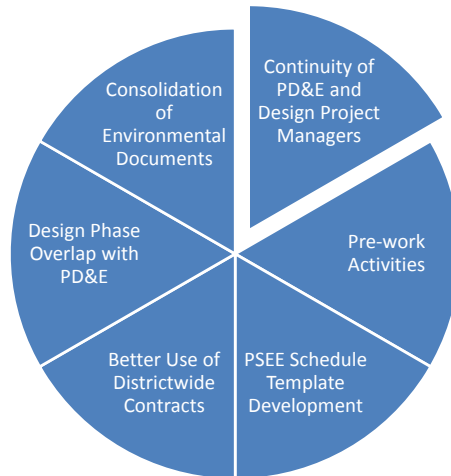 Continuity of
PD&E and
Design Project
Managers
Pre-work
Activities
PSEE Schedule
Template
Development
Better Use of
Districtwide
Contracts
Design Phase
Overlap with
PD&E
Consolidation
of
Environmental
Documents